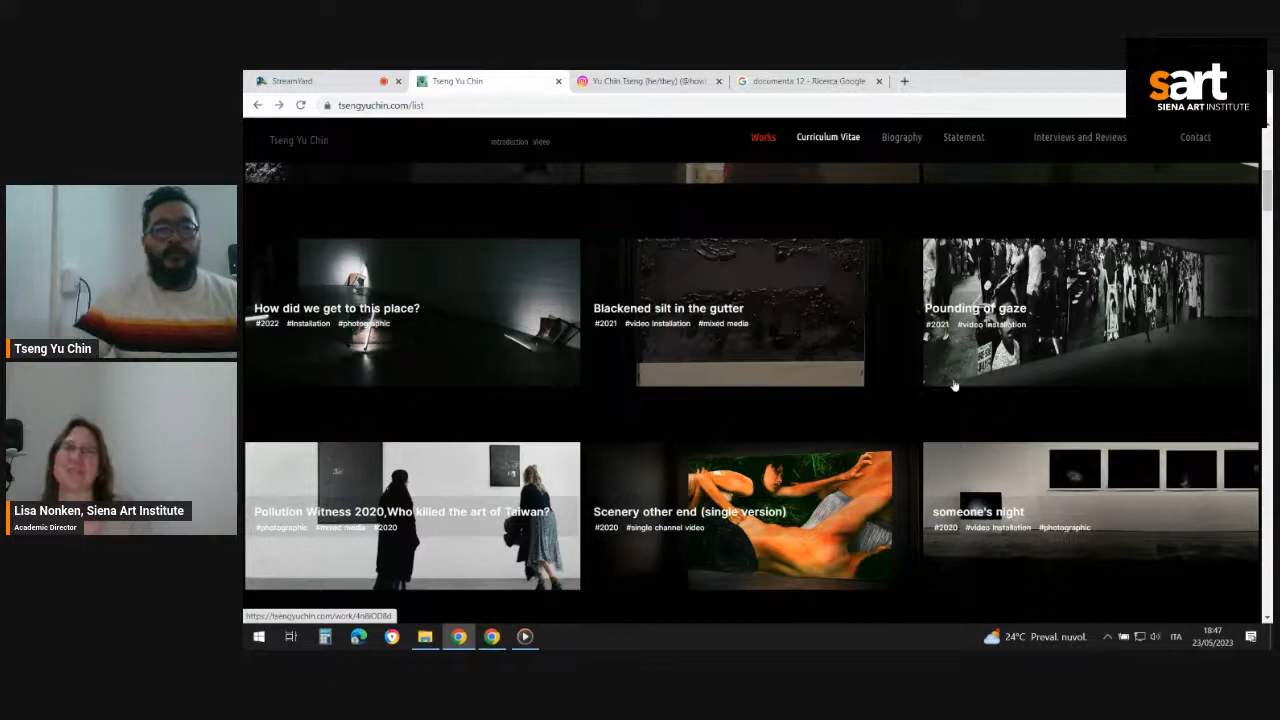 sart
SIENA ART INSTITUTE
StreamYard
Tseng Yu Chin
Yu Chin Tseng (he/they) (@howl
documenta 12 - Ricerca Google
tsengyuchin.com/list
Tseng Yu Chin
Introduction Video
Works
Curriculum Vitae
Biography
Statement
Interviews and Reviews
Contact
How did we get to this place?
#2022 #Installation #photographic
Blackened silt in the gutter
#2021 #video Installation #mixed media
Pounding of gaze
#2021 #video Installation
Tseng Yu Chin
Lisa Nonken, Siena Art Institute
Academic Director
Pollution Witness 2020,Who killed the art of Taiwan?
#photographic #mixed media #2020
Scenery other end (single version)
#2020 #single channel video
someone's night
#2020 #video Installation #photographic
24°C Preval. nuvol.
ITA
18:47
23/05/2023